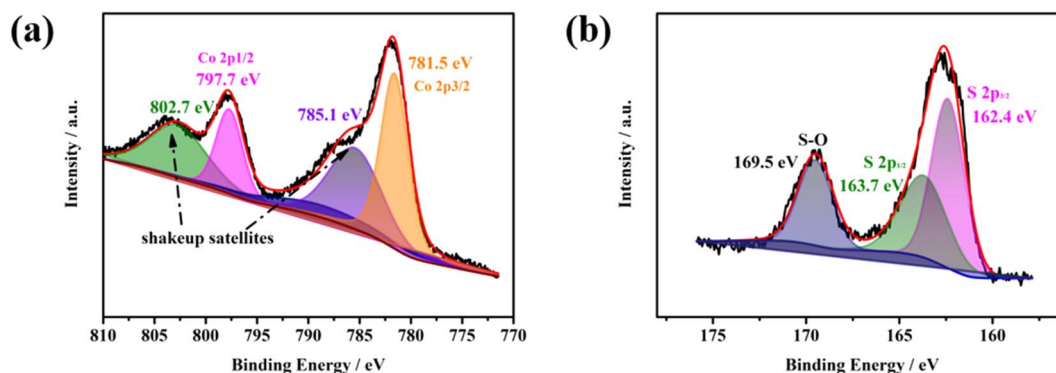 (a)
Co 2p1/2
797.7 eV
802.7 eV
785.1 eV
781.5 eV
Co 2p3/2
shakeup satellites
Intensity / a.u.
810 805 800 795 790 785 780 775 770
Binding Energy / eV
(b)
S 2p3/2
162.4 eV
S-O
169.5 eV
S 2p1/2
163.7 eV
Intensity / a.u.
175 170 165 160
Binding Energy / eV